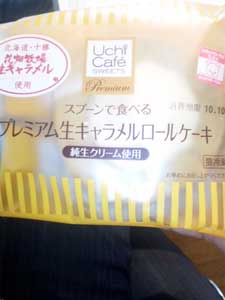 北海道・十勝
花畑牧場
生キャラメル
使用
Uchi
Café
SWEETS
Premium
スプーンで食べる
消費期限 10.10
プレミアム生キャラメルロールケーキ
純生クリーム使用